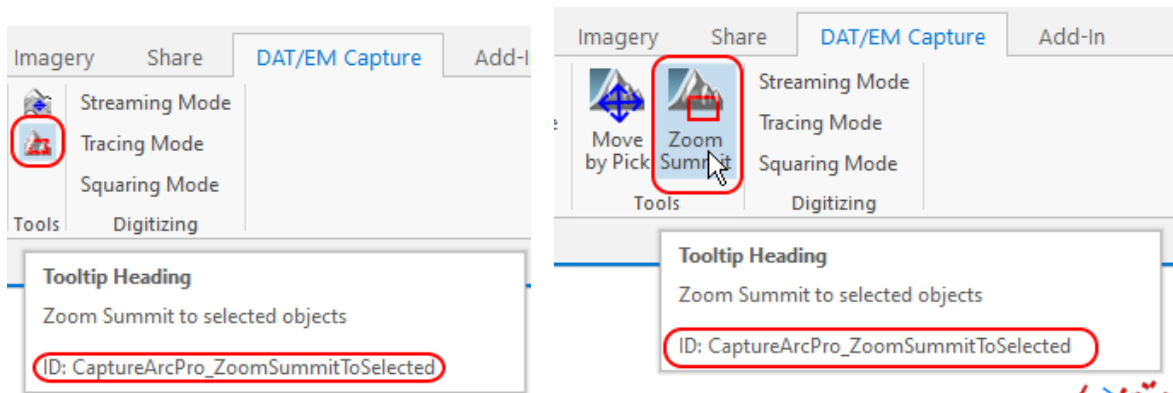 Imagery Share DAT/EM Capture Add-I
Streaming Mode
Tracing Mode
Squaring Mode
Tools Digitizing
Tooltip Heading
Zoom Summit to selected objects
ID: CaptureArcPro_ZoomSummitToSelected
Imagery Share DAT/EM Capture Add-In
Move by Pick
Zoom Summit
Streaming Mode
Tracing Mode
Squaring Mode
Tools Digitizing
Tooltip Heading
Zoom Summit to selected objects
ID: CaptureArcPro_ZoomSummitToSelected